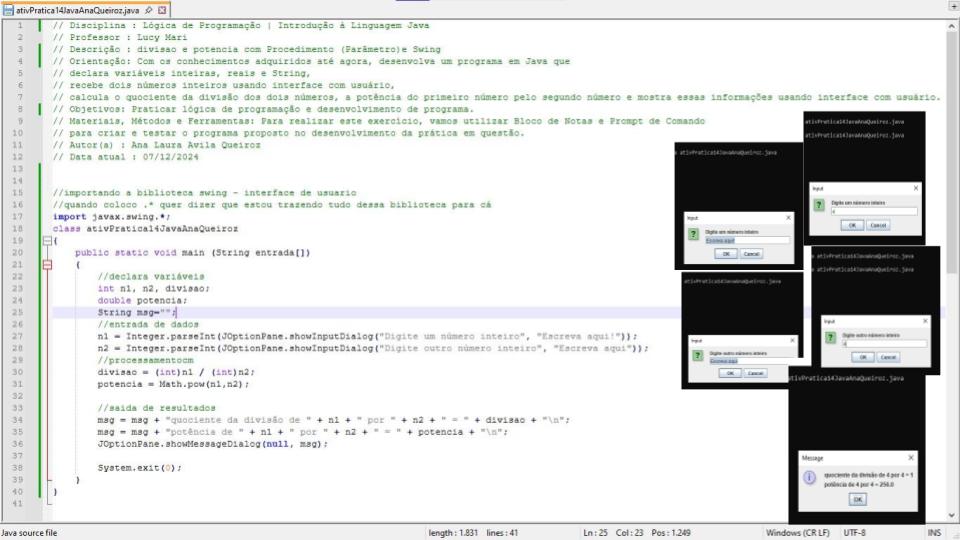 ativPratica14JavaAnaQueiroz.java
1 // Disciplina : Lógica de Programação | Introdução à Linguagem Java
2 // Professor : Lucy Mari
3 // Descrição : divisao e potencia com Procedimento (Parâmetro)e Swing
4 // Orientação: Com os conhecimentos adquiridos até agora, desenvolva um programa em Java que
5 // declara variáveis inteiras, reais e String,
6 // recebe dois números inteiros usando interface com usuário,
7 // calcula o quociente da divisão dos dois números, a potência do primeiro número pelo segundo número e mostra essas informações usando interface com usuário.
8 // Objetivos: Praticar lógica de programação e desenvolvimento de programa.
9 // Materiais, Métodos e Ferramentas: Para realizar este exercício, vamos utilizar Bloco de Notas e Prompt de Comando
10 // para criar e testar o programa proposto no desenvolvimento da prática em questão.
11 // Autor(a) : Ana Laura Avila Queiroz
12 // Data atual : 07/12/2024
13
14
15 //importando a biblioteca swing - interface de usuario
16 //quando coloco .* quer dizer que estou trazendo tudo dessa biblioteca para cá
17 import javax.swing.*;
18 class ativPratica14JavaAnaQueiroz
19 {
20 public static void main (String entrada[])
21 {
22 //declara variáveis
23 int n1, n2, divisao;
24 double potencia;
25 String msg="";
26 //entrada de dados
27 n1 = Integer.parseInt(JOptionPane.showInputDialog("Digite um número inteiro", "Escreva aqui!"));
28 n2 = Integer.parseInt(JOptionPane.showInputDialog("Digite outro número inteiro", "Escreva aqui"));
29 //processamentocm
30 divisao = (int)n1 / (int)n2;
31 potencia = Math.pow(n1,n2);
32
33 //saida de resultados
34 msg = msg + "quociente da divisão de " + n1 + " por " + n2 + " = " + divisao + "\n";
35 msg = msg + "potência de " + n1 + " por " + n2 + " = " + potencia + "\n";
36 JOptionPane.showMessageDialog(null, msg);
37
38 System.exit(0);
39 }
40 }
41
a ativPratica14JavaAnaQueiroz.java
Input
Digite um número inteiro
Escreva aqui!
OK Cancel
ativPratica14JavaAnaQueiroz.java
ativPratica14JavaAnaQueiroz.java
Input
Digite um número inteiro
4
OK Cancel
ativPratica14JavaAnaQueiroz.java
Input
Digite outro número inteiro
Escreva aqui
OK Cancel
a ativPratica14JavaAnaQueiroz.java
a ativPratica14JavaAnaQueiroz.java
Input
Digite outro número inteiro
4
OK Cancel
ativPratica14JavaAnaQueiroz.java
Message
quociente da divisão de 4 por 4 = 1
potência de 4 por 4 = 256.0
OK
Java source file length : 1.831 lines : 41 Ln : 25 Col : 23 Pos : 1.249 Windows (CR LF) UTF-8 INS